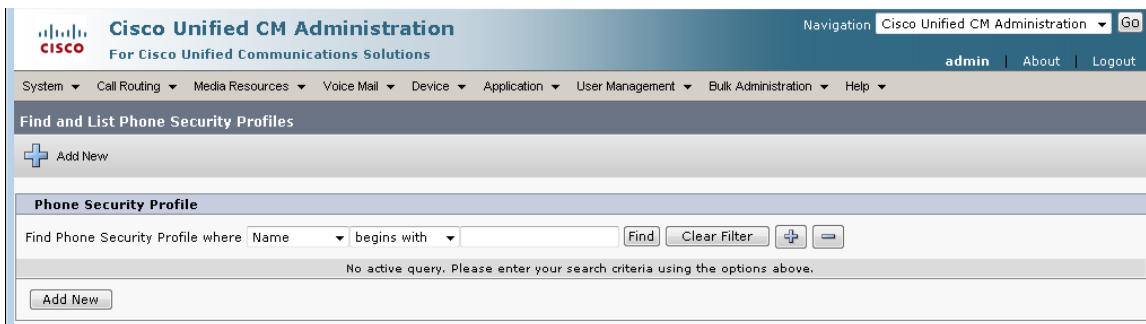 Cisco Unified CM Administration
For Cisco Unified Communications Solutions
CISCO
Navigation Cisco Unified CM Administration Go
admin | About | Logout
System Call Routing Media Resources Voice Mail Device Application User Management Bulk Administration Help
Find and List Phone Security Profiles
Add New
Phone Security Profile
Find Phone Security Profile where Name begins with Find Clear Filter
No active query. Please enter your search criteria using the options above.
Add New